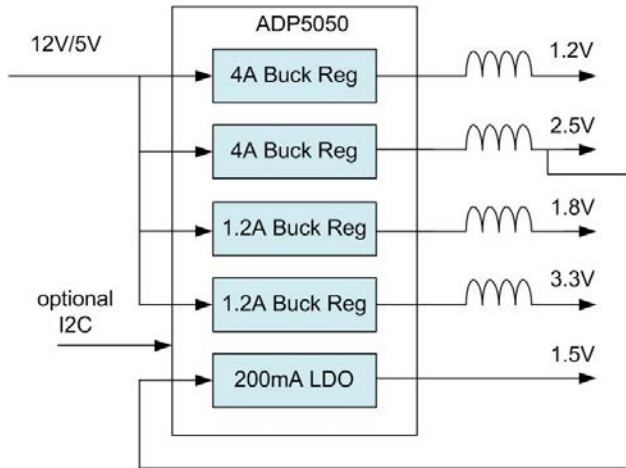 ADP5050
12V/5V
4A Buck Reg
1.2V
4A Buck Reg
2.5V
1.2A Buck Reg
1.8V
optional
I2C
1.2A Buck Reg
3.3V
200mA LDO
1.5V